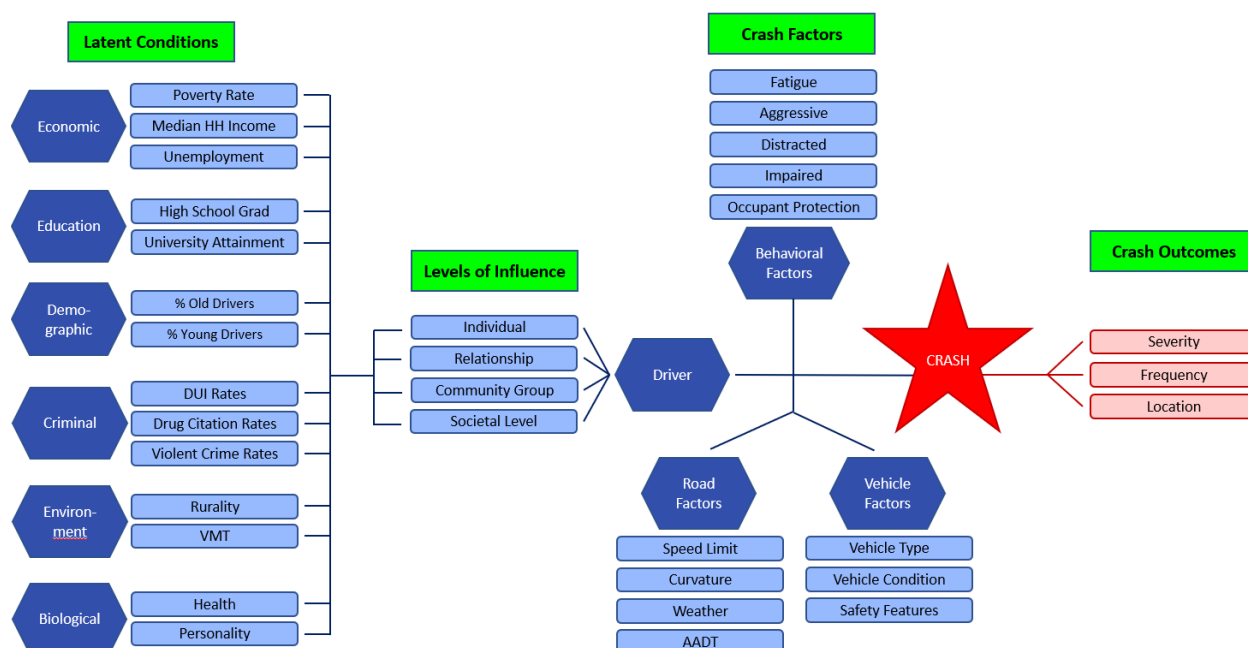 Latent Conditions
Economic
Poverty Rate
Median HH Income
Unemployment
Education
High School Grad
University Attainment
Demo-
graphic
% Old Drivers
% Young Drivers
Criminal
DUI Rates
Drug Citation Rates
Violent Crime Rates
Environ-
ment
Rurality
VMT
Biological
Health
Personality
Levels of Influence
Individual
Relationship
Community Group
Societal Level
Driver
Crash Factors
Fatigue
Aggressive
Distracted
Impaired
Occupant Protection
Behavioral
Factors
Road
Factors
Speed Limit
Curvature
Weather
AADT
Vehicle
Factors
Vehicle Type
Vehicle Condition
Safety Features
CRASH
Crash Outcomes
Severity
Frequency
Location